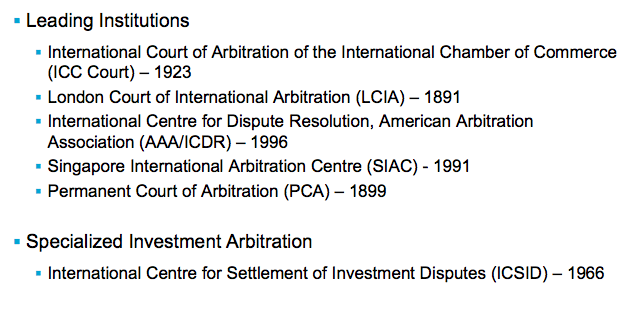 Leading Institutions
International Court of Arbitration of the International Chamber of Commerce
(ICC Court) – 1923
London Court of International Arbitration (LCIA) – 1891
International Centre for Dispute Resolution, American Arbitration
Association (AAA/ICDR) – 1996
Singapore International Arbitration Centre (SIAC) - 1991
Permanent Court of Arbitration (PCA) – 1899
Specialized Investment Arbitration
International Centre for Settlement of Investment Disputes (ICSID) – 1966